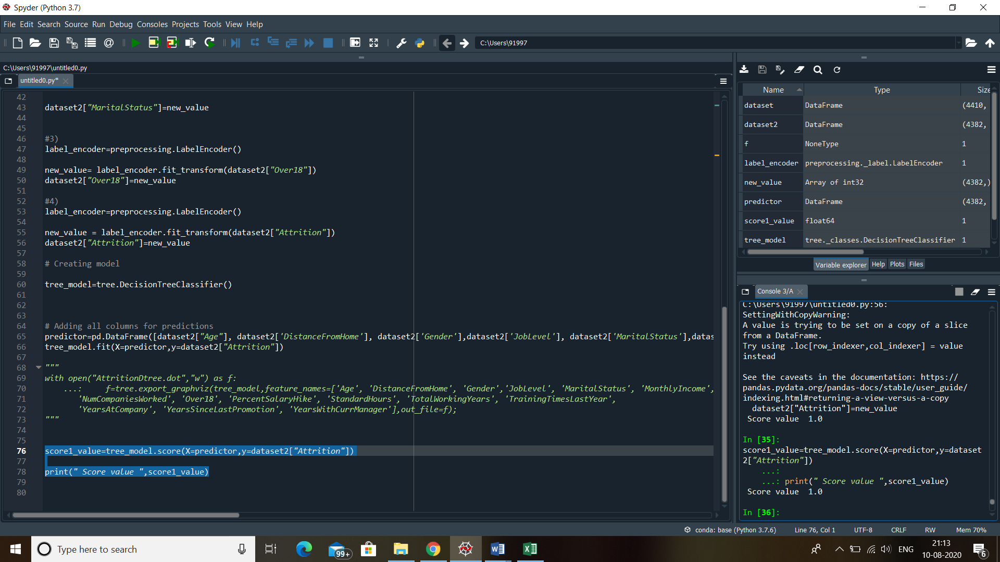 Spyder (Python 3.7)
File Edit Search Source Run Debug Consoles Projects Tools View Help
C:\Users\91997
C:\Users\91997\untitled0.py
untitled0.py*
42
43 dataset2["MaritalStatus"]=new_value
44
45
46 #3)
47 label_encoder=preprocessing.LabelEncoder()
48
49 new_value= label_encoder.fit_transform(dataset2["Over18"])
50 dataset2["Over18"]=new_value
51
52 #4)
53 label_encoder=preprocessing.LabelEncoder()
54
55 new_value = label_encoder.fit_transform(dataset2["Attrition"])
56 dataset2["Attrition"]=new_value
57
58 # Creating model
59
60 tree_model=tree.DecisionTreeClassifier()
61
62
63
64 # Adding all columns for predictions
65 predictor=pd.DataFrame([dataset2["Age"], dataset2['DistanceFromHome'], dataset2['Gender'],dataset2['JobLevel'], dataset2['MaritalStatus'],datas
66 tree_model.fit(X=predictor,y=dataset2["Attrition"])
67
68 """
69 with open("AttritionDtree.dot","w") as f:
70 ...: f=tree.export_graphviz(tree_model,feature_names=['Age', 'DistanceFromHome', 'Gender','JobLevel', 'MaritalStatus', 'MonthlyIncome',
71 'NumCompaniesWorked', 'Over18', 'PercentSalaryHike', 'StandardHours', 'TotalWorkingYears', 'TrainingTimesLastYear',
72 'YearsAtCompany', 'YearsSinceLastPromotion', 'YearsWithCurrManager'],out_file=f);
73 """
74
75
76 score1_value=tree_model.score(X=predictor,y=dataset2["Attrition"])
77
78 print(" Score value ",score1_value)
79
80
Name Type Size
dataset DataFrame (4410,
dataset2 DataFrame (4382,
f NoneType 1
label_encoder preprocessing._label.LabelEncoder 1
new_value Array of int32 (4382,)
predictor DataFrame (4382,
score1_value float64 1
tree_model tree._classes.DecisionTreeClassifier 1
Variable explorer Help Plots Files
Console 3/A
C:\Users\91997\untitled0.py:56:
SettingWithCopyWarning:
A value is trying to be set on a copy of a slice
from a DataFrame.
Try using .loc[row_indexer,col_indexer] = value
instead
See the caveats in the documentation: https://
pandas.pydata.org/pandas-docs/stable/user_guide/
indexing.html#returning-a-view-versus-a-copy
dataset2["Attrition"]=new_value
Score value 1.0
In [35]:
score1_value=tree_model.score(X=predictor,y=dataset
2["Attrition"])
...:
...: print(" Score value ",score1_value)
Score value 1.0
In [36]:
conda: base (Python 3.7.6) Line 76, Col 1 UTF-8 CRLF RW Mem 70%
Type here to search
99+
ENG
21:13
10-08-2020
6